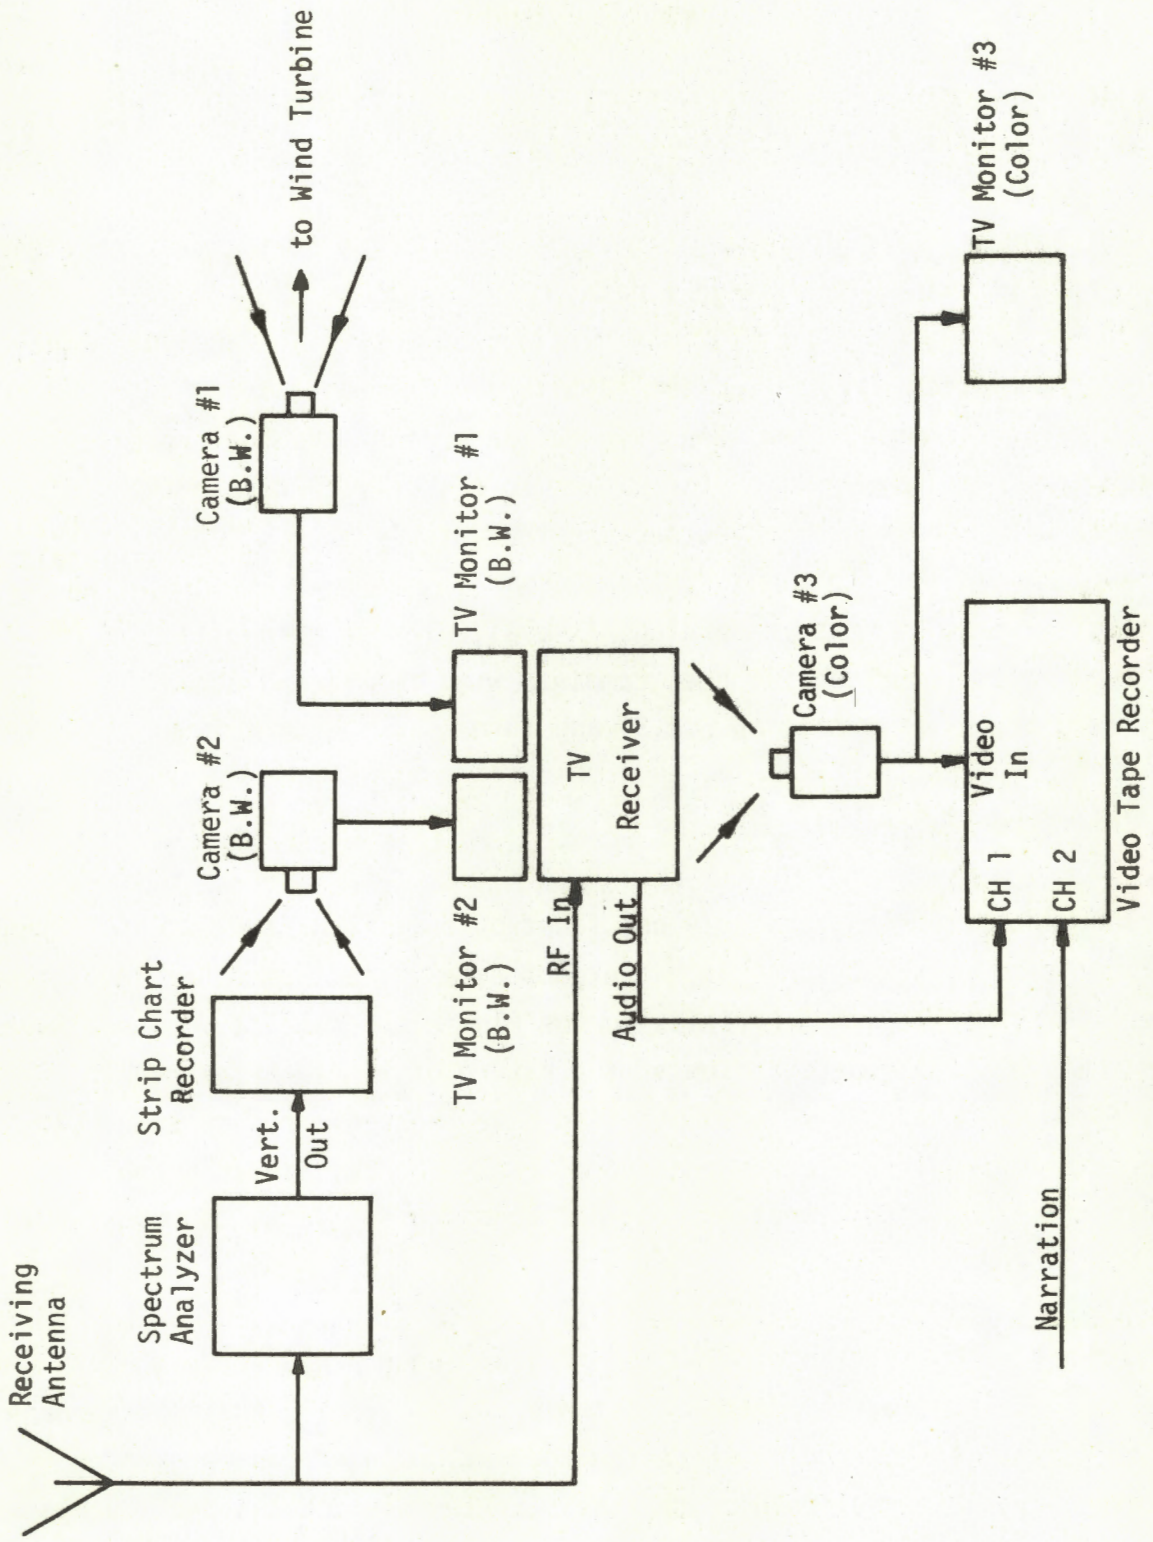 Receiving
Antenna
Spectrum
Analyzer
Vert.
Out
Strip Chart
Recorder
Camera #2
(B.W.)
Camera #1
(B.W.)
to Wind Turbine
TV Monitor #2
(B.W.)
TV Monitor #1
(B.W.)
RF In
Audio Out
TV
Receiver
Camera #3
(Color)
Narration
CH 1
CH 2
Video
In
Video Tape Recorder
TV Monitor #3
(Color)